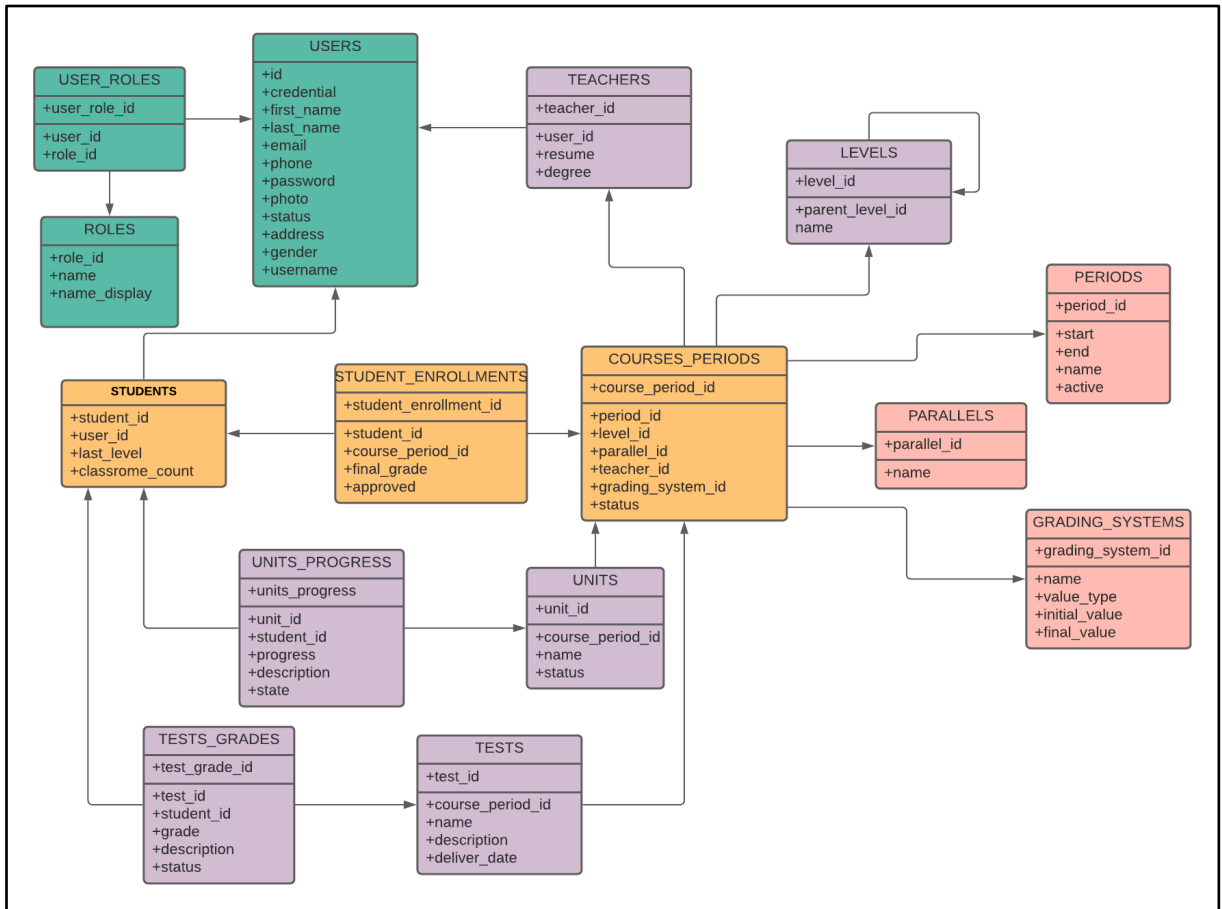 USER_ROLES
+user_role_id
+user_id
+role_id
USERS
+id
+credential
+first_name
+last_name
+email
+phone
+password
+photo
+status
+address
+gender
+username
TEACHERS
+teacher_id
+user_id
+resume
+degree
LEVELS
+level_id
+parent_level_id
name
ROLES
+role_id
+name
+name_display
PERIODS
+period_id
+start
+end
+name
+active
STUDENTS
+student_id
+user_id
+last_level
+classrome_count
STUDENT_ENROLLMENTS
+student_enrollment_id
+student_id
+course_period_id
+final_grade
+approved
COURSES_PERIODS
+course_period_id
+period_id
+level_id
+parallel_id
+teacher_id
+grading_system_id
+status
PARALLELS
+parallel_id
+name
GRADING_SYSTEMS
+grading_system_id
+name
+value_type
+initial_value
+final_value
UNITS_PROGRESS
+units_progress
+unit_id
+student_id
+progress
+description
+state
UNITS
+unit_id
+course_period_id
+name
+status
TESTS_GRADES
+test_grade_id
+test_id
+student_id
+grade
+description
+status
TESTS
+test_id
+course_period_id
+name
+description
+deliver_date